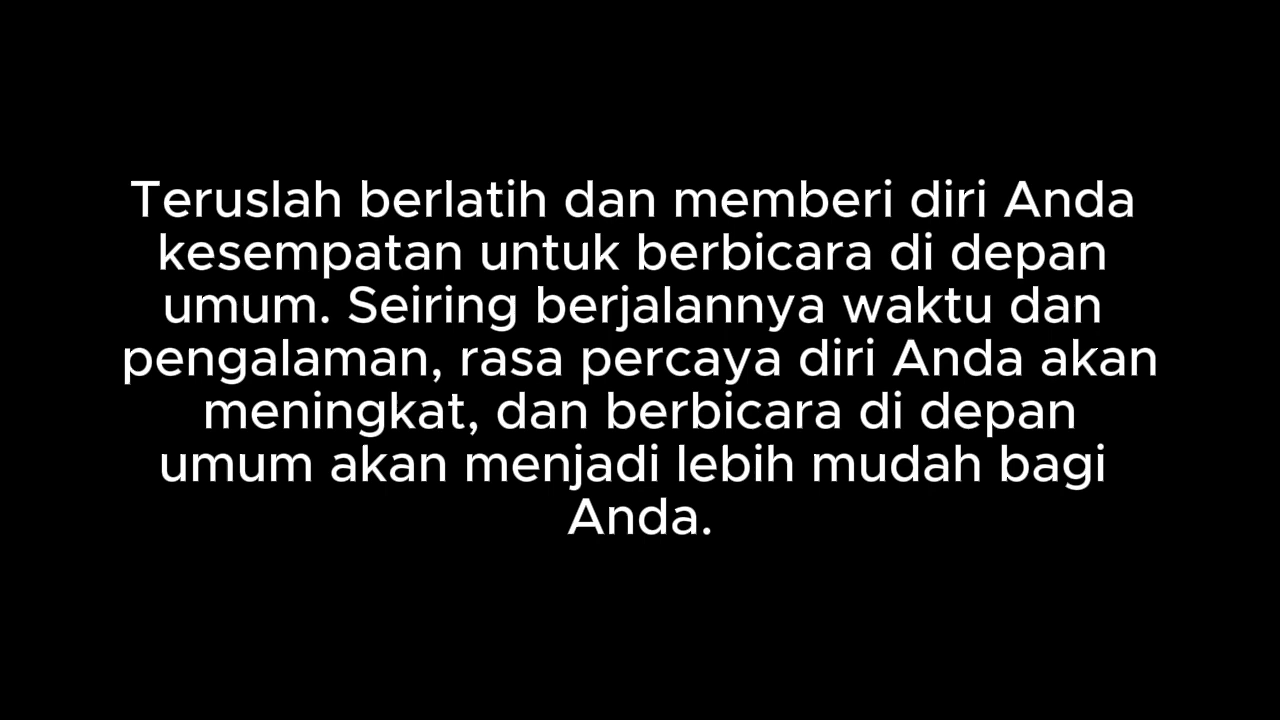 Teruslah berlatih dan memberi diri Anda
kesempatan untuk berbicara di depan
umum. Seiring berjalannya waktu dan
pengalaman, rasa percaya diri Anda akan
meningkat, dan berbicara di depan
umum akan menjadi lebih mudah bagi
Anda.